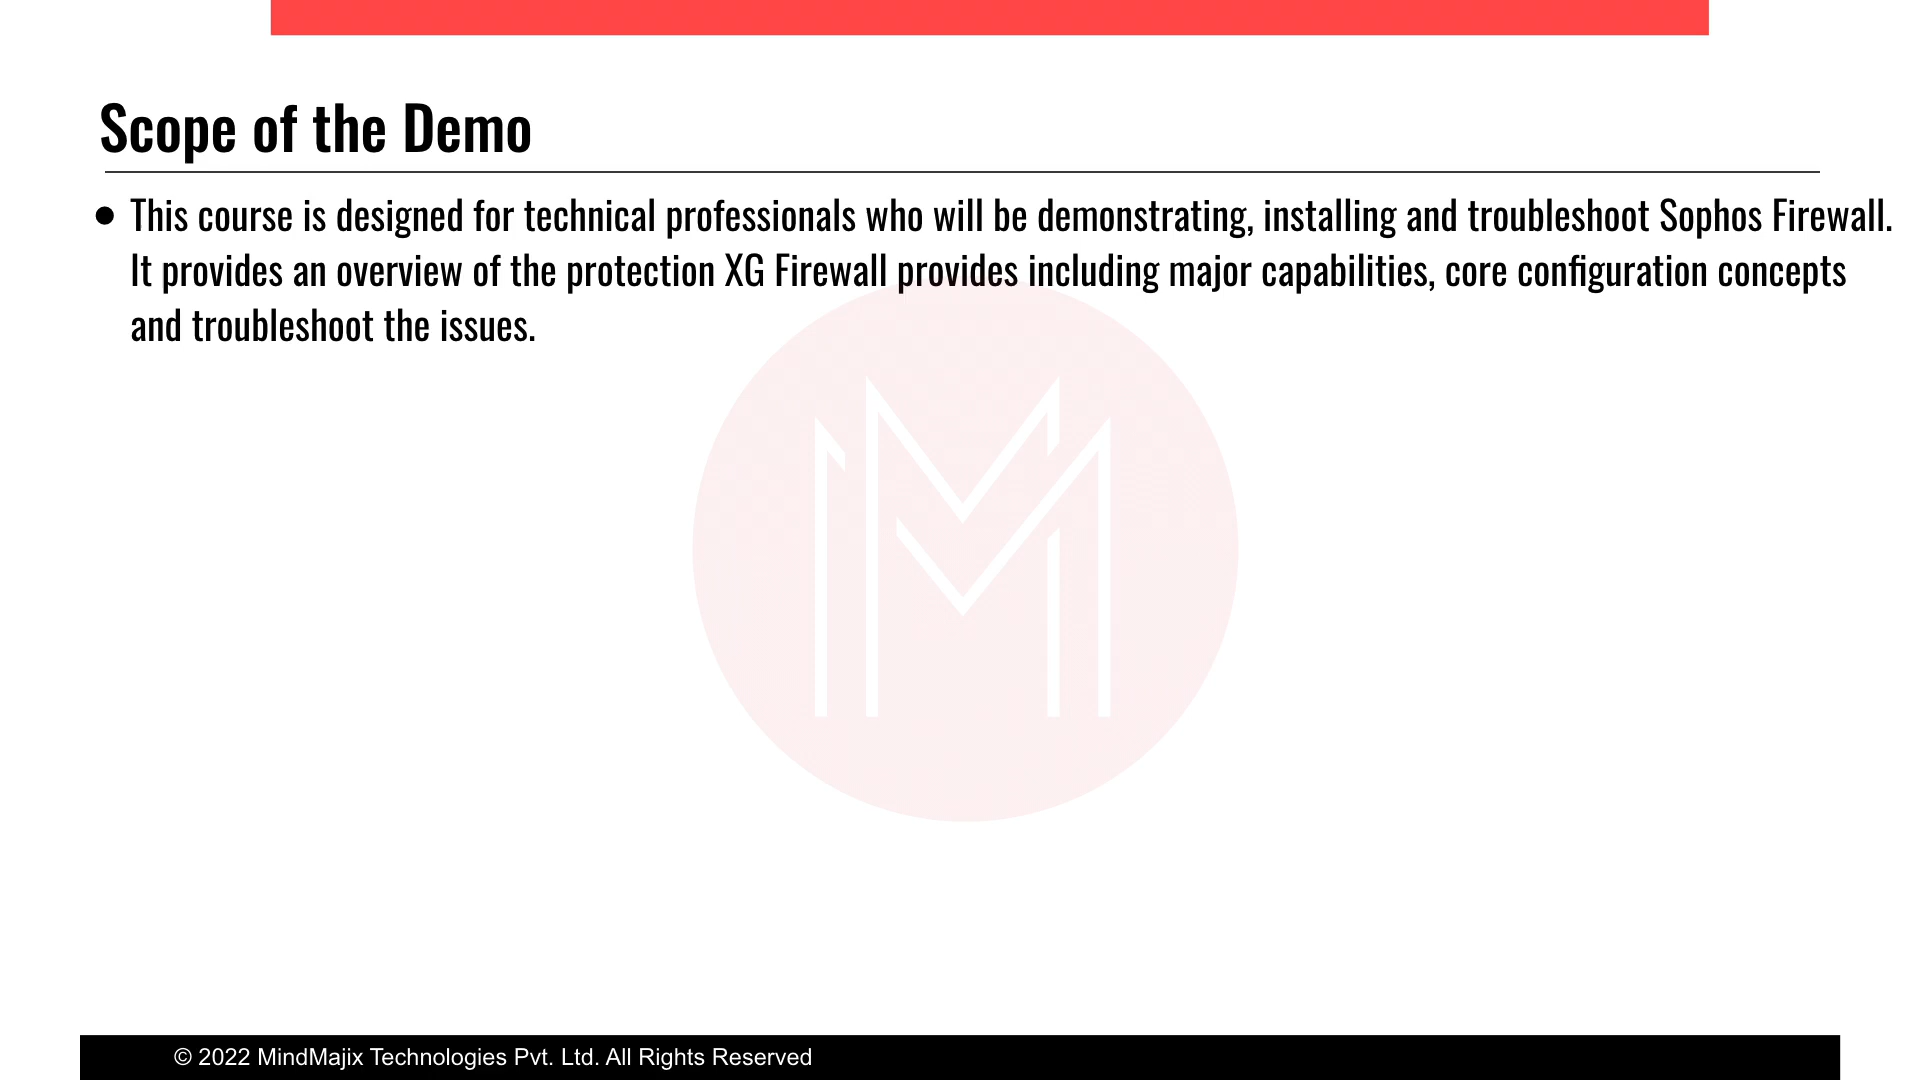 Scope of the Demo
● This course is designed for technical professionals who will be demonstrating, installing and troubleshoot Sophos Firewall.
It provides an overview of the protection XG Firewall provides including major capabilities, core configuration concepts
and troubleshoot the issues.
© 2022 MindMajix Technologies Pvt. Ltd. All Rights Reserved